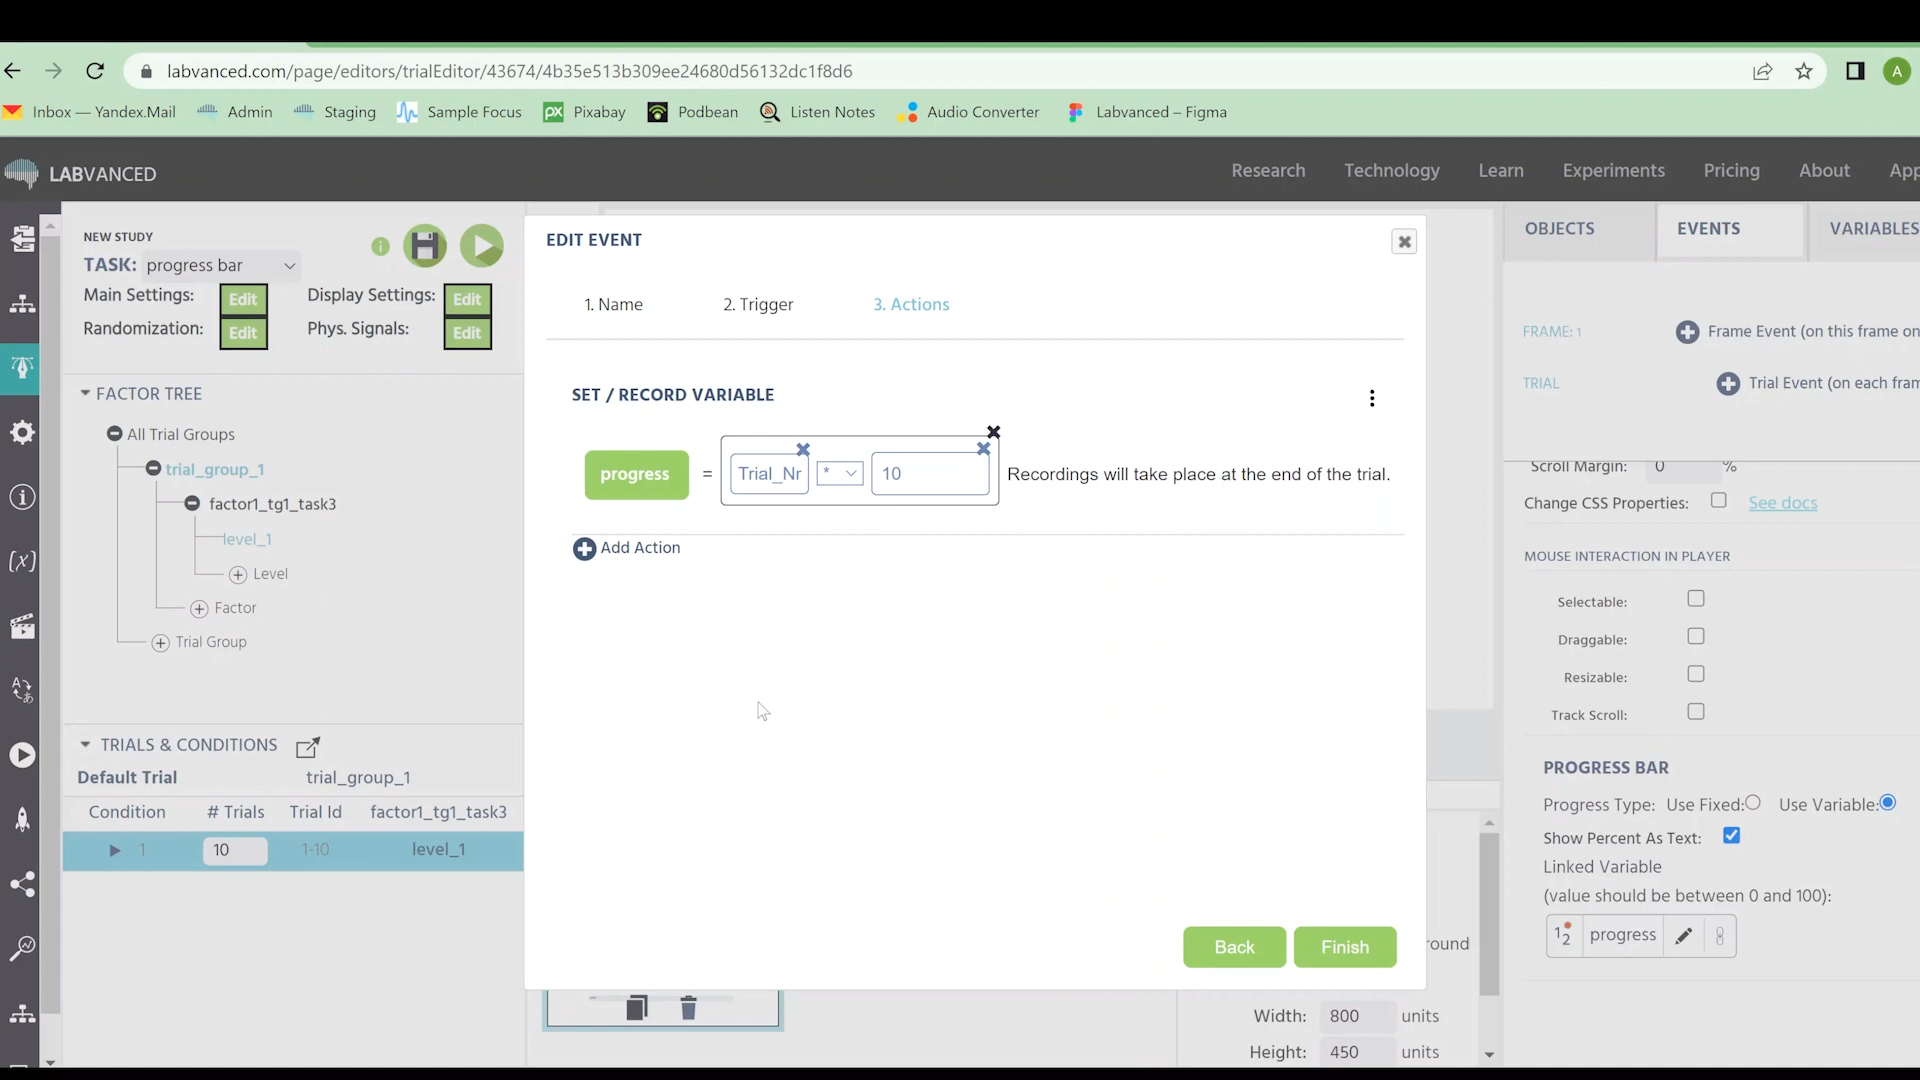 labvanced.com/page/editors/trialEditor/43674/4b35e513b309ee24680d56132dc1f8d6
A
Inbox — Yandex.Mail
Admin
Staging
Sample Focus
px
Pixabay
Podbean
Listen Notes
Audio Converter
Labvanced – Figma
LABVANCED
Research
Technology
Learn
Experiments
Pricing
About
App
NEW STUDY
TASK: progress bar
Main Settings: Edit
Display Settings: Edit
Randomization: Edit
Phys. Signals: Edit
FACTOR TREE
All Trial Groups
trial_group_1
factor1_tg1_task3
level_1
Level
Factor
Trial Group
TRIALS & CONDITIONS
Default Trial trial_group_1
Condition # Trials Trial Id factor1_tg1_task3
1 10 1-10 level_1
EDIT EVENT
1. Name
2. Trigger
3. Actions
SET / RECORD VARIABLE
progress = Trial_Nr * 10 Recordings will take place at the end of the trial.
Add Action
Back
Finish
round
Width: 800 units
Height: 450 units
OBJECTS
EVENTS
VARIABLES
FRAME: 1 Frame Event (on this frame on
TRIAL Trial Event (on each fram
Scroll Margin: 0 %
Change CSS Properties: See docs
MOUSE INTERACTION IN PLAYER
Selectable:
Draggable:
Resizable:
Track Scroll:
PROGRESS BAR
Progress Type: Use Fixed: Use Variable:
Show Percent As Text:
Linked Variable
(value should be between 0 and 100):
12 progress